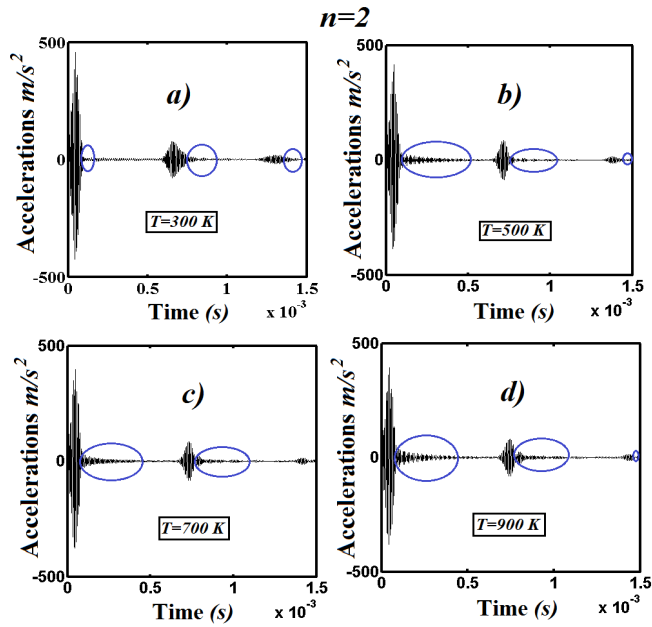 n=2
500
0
-500
Accelerations m/s²
a)
T=300 K
0
0.5
1
1.5
Time (s)
x 10⁻³
500
0
-500
Accelerations m/s²
b)
T=500 K
0
0.5
1
1.5
Time (s)
x 10⁻³
500
0
-500
Accelerations m/s²
c)
T=700 K
0
0.5
1
1.5
Time (s)
x 10⁻³
500
0
-500
Accelerations m/s²
d)
T=900 K
0
0.5
1
1.5
Time (s)
x 10⁻³